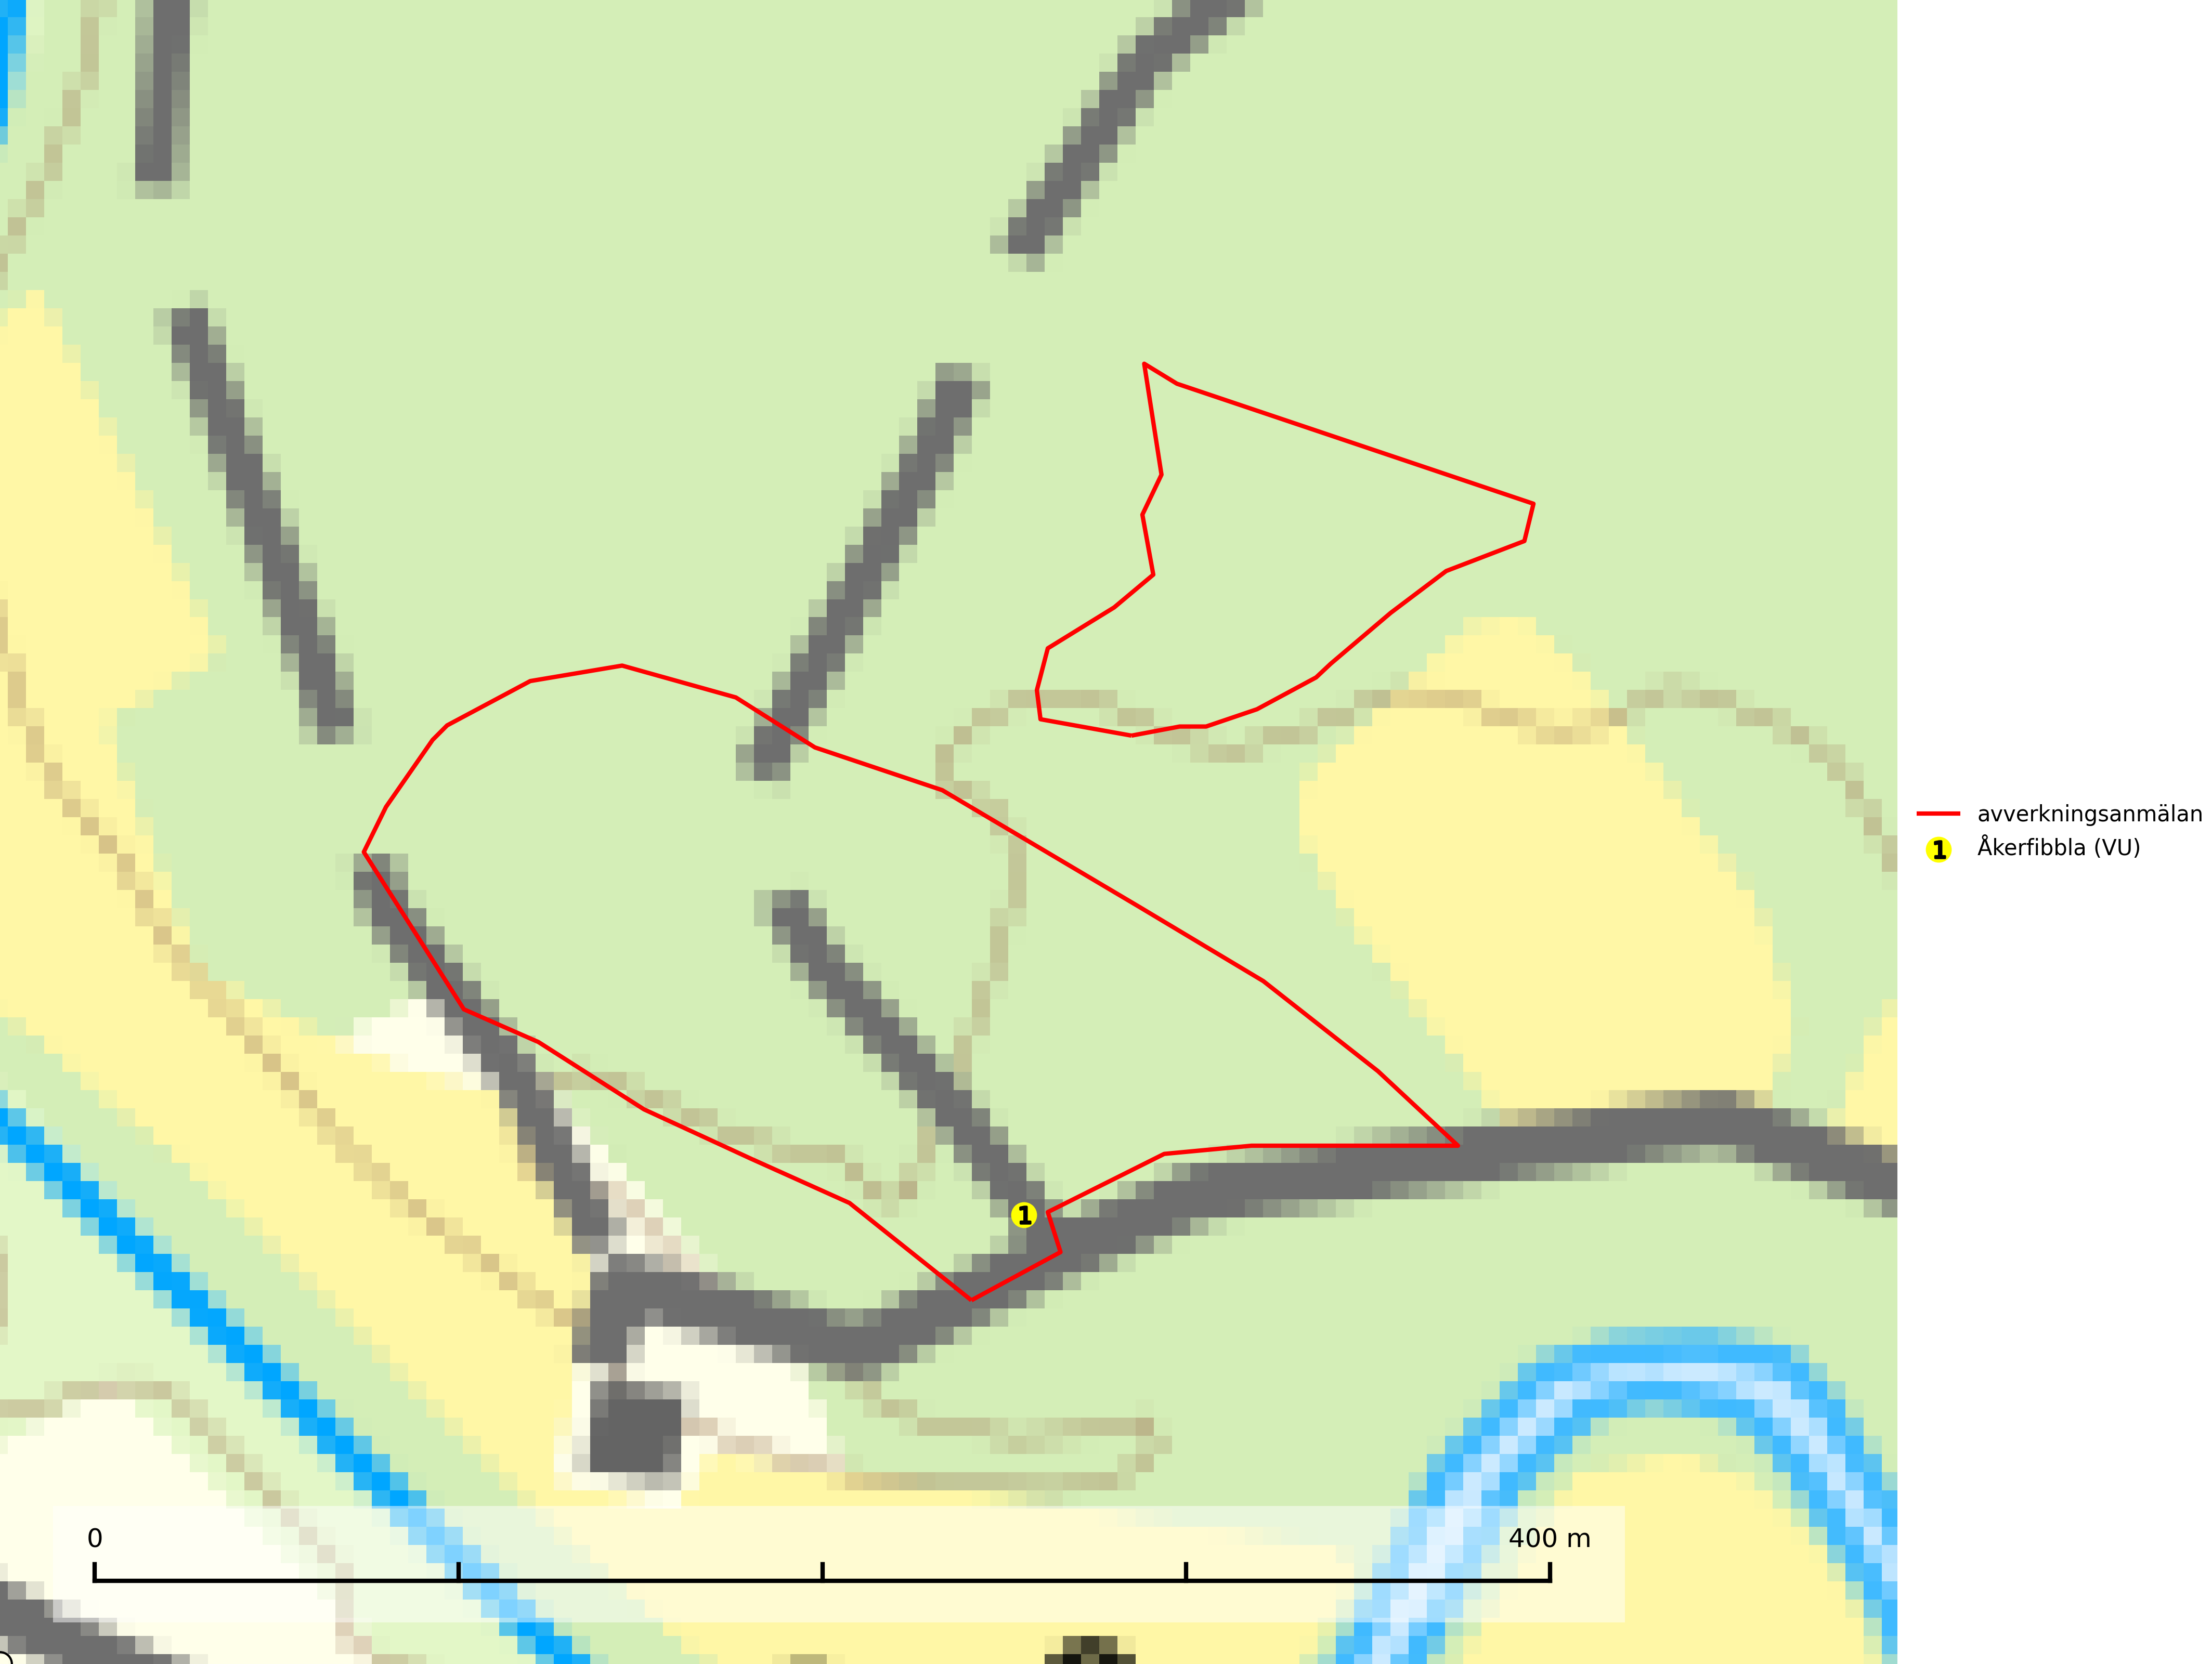 avverkningsanmälan
1 Åkerfibbla (VU)
1
0 400 m